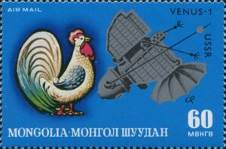 AIR MAIL
VENUS-1
USSR
60
МӨНГӨ
MONGOLIA·МОНГОЛ ШУУДАН